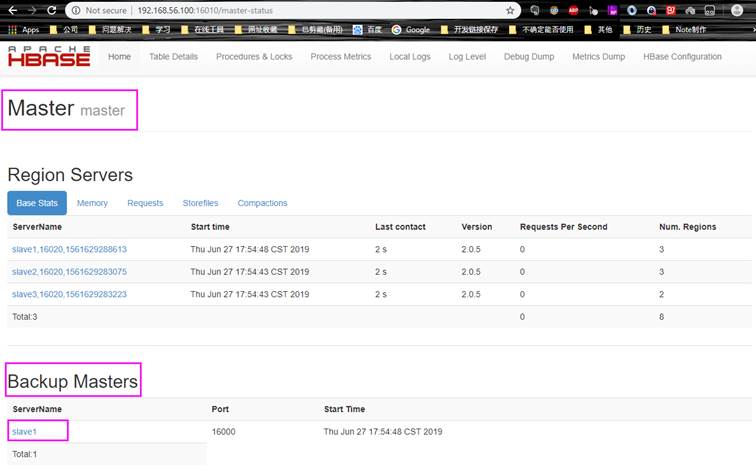 Not secure 192.168.56.100:16010/master-status
Apps 公司 问题解决 学习 在线工具 网址收藏 已剪藏(备用) 百度 Google 开发链接保存 不确定能否使用 其他 历史 Note制作
APACHE
HBASE
Home Table Details Procedures & Locks Process Metrics Local Logs Log Level Debug Dump Metrics Dump HBase Configuration
Master master
Region Servers
Base Stats Memory Requests Storefiles Compactions
ServerName Start time Last contact Version Requests Per Second Num. Regions
slave1,16020,1561629288613 Thu Jun 27 17:54:48 CST 2019 2 s 2.0.5 0 3
slave2,16020,1561629283075 Thu Jun 27 17:54:43 CST 2019 2 s 2.0.5 0 3
slave3,16020,1561629283223 Thu Jun 27 17:54:43 CST 2019 2 s 2.0.5 0 2
Total:3 0 8
Backup Masters
ServerName Port Start Time
slave1 16000 Thu Jun 27 17:54:48 CST 2019
Total:1